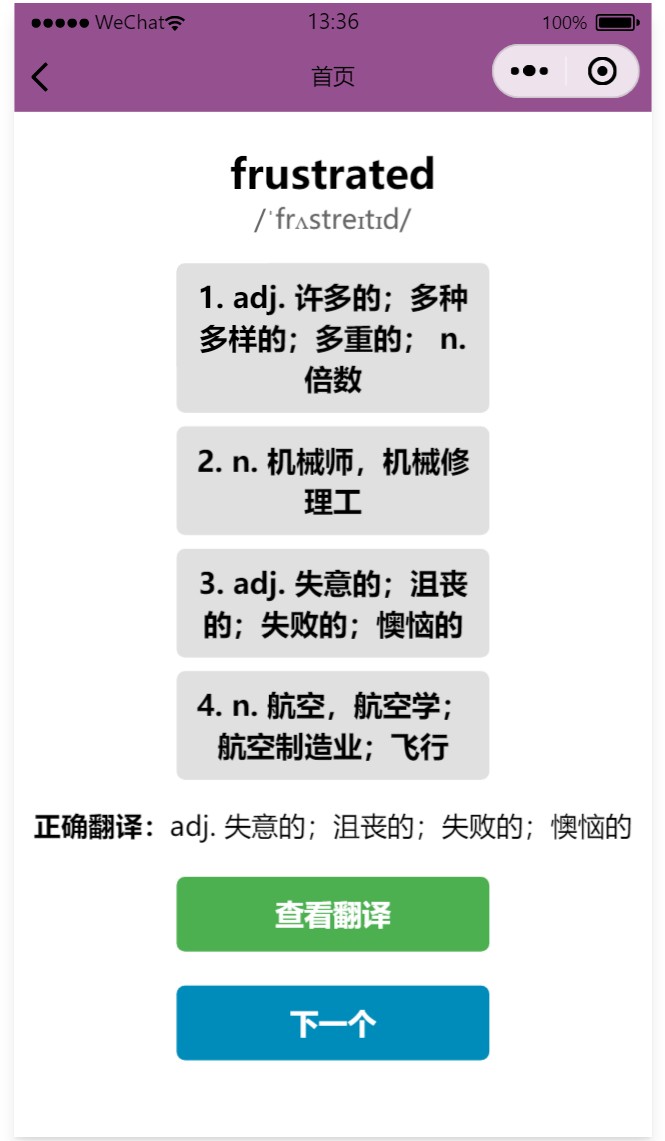 WeChat
13:36
100%
首页
frustrated
/ˈfrʌstreɪtɪd/
1. adj. 许多的；多种
多样的；多重的； n.
倍数
2. n. 机械师，机械修
理工
3. adj. 失意的；沮丧
的；失败的；懊恼的
4. n. 航空，航空学；
航空制造业；飞行
正确翻译：adj. 失意的；沮丧的；失败的；懊恼的
查看翻译
下一个